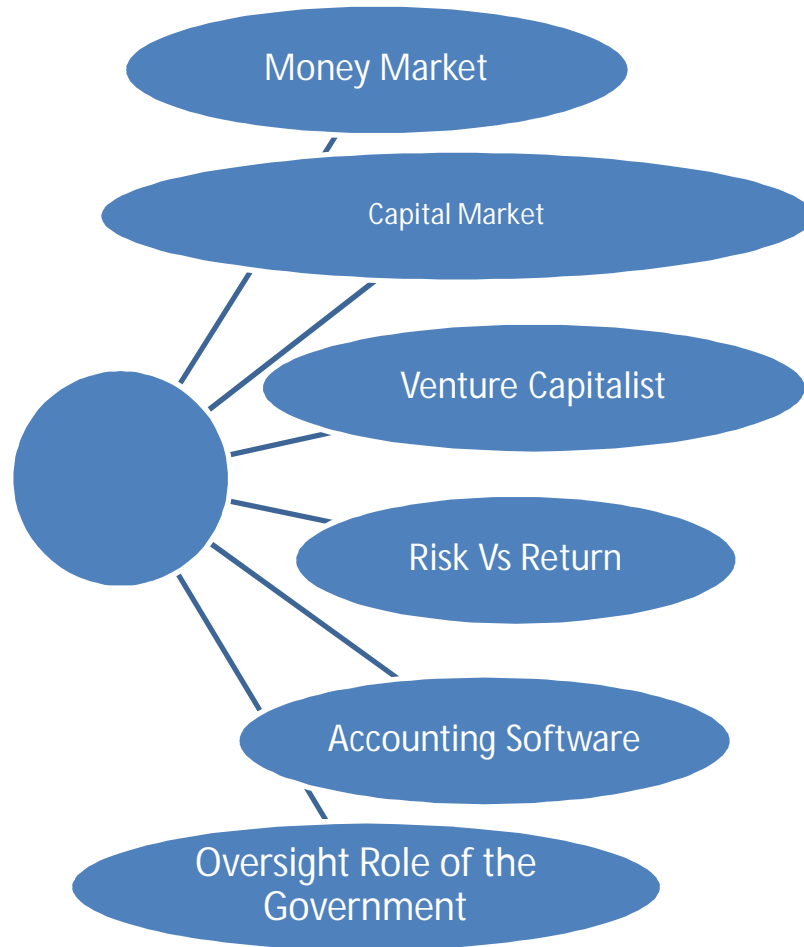 Money Market
Capital Market
Venture Capitalist
Risk Vs Return
Accounting Software
Oversight Role of the
Government